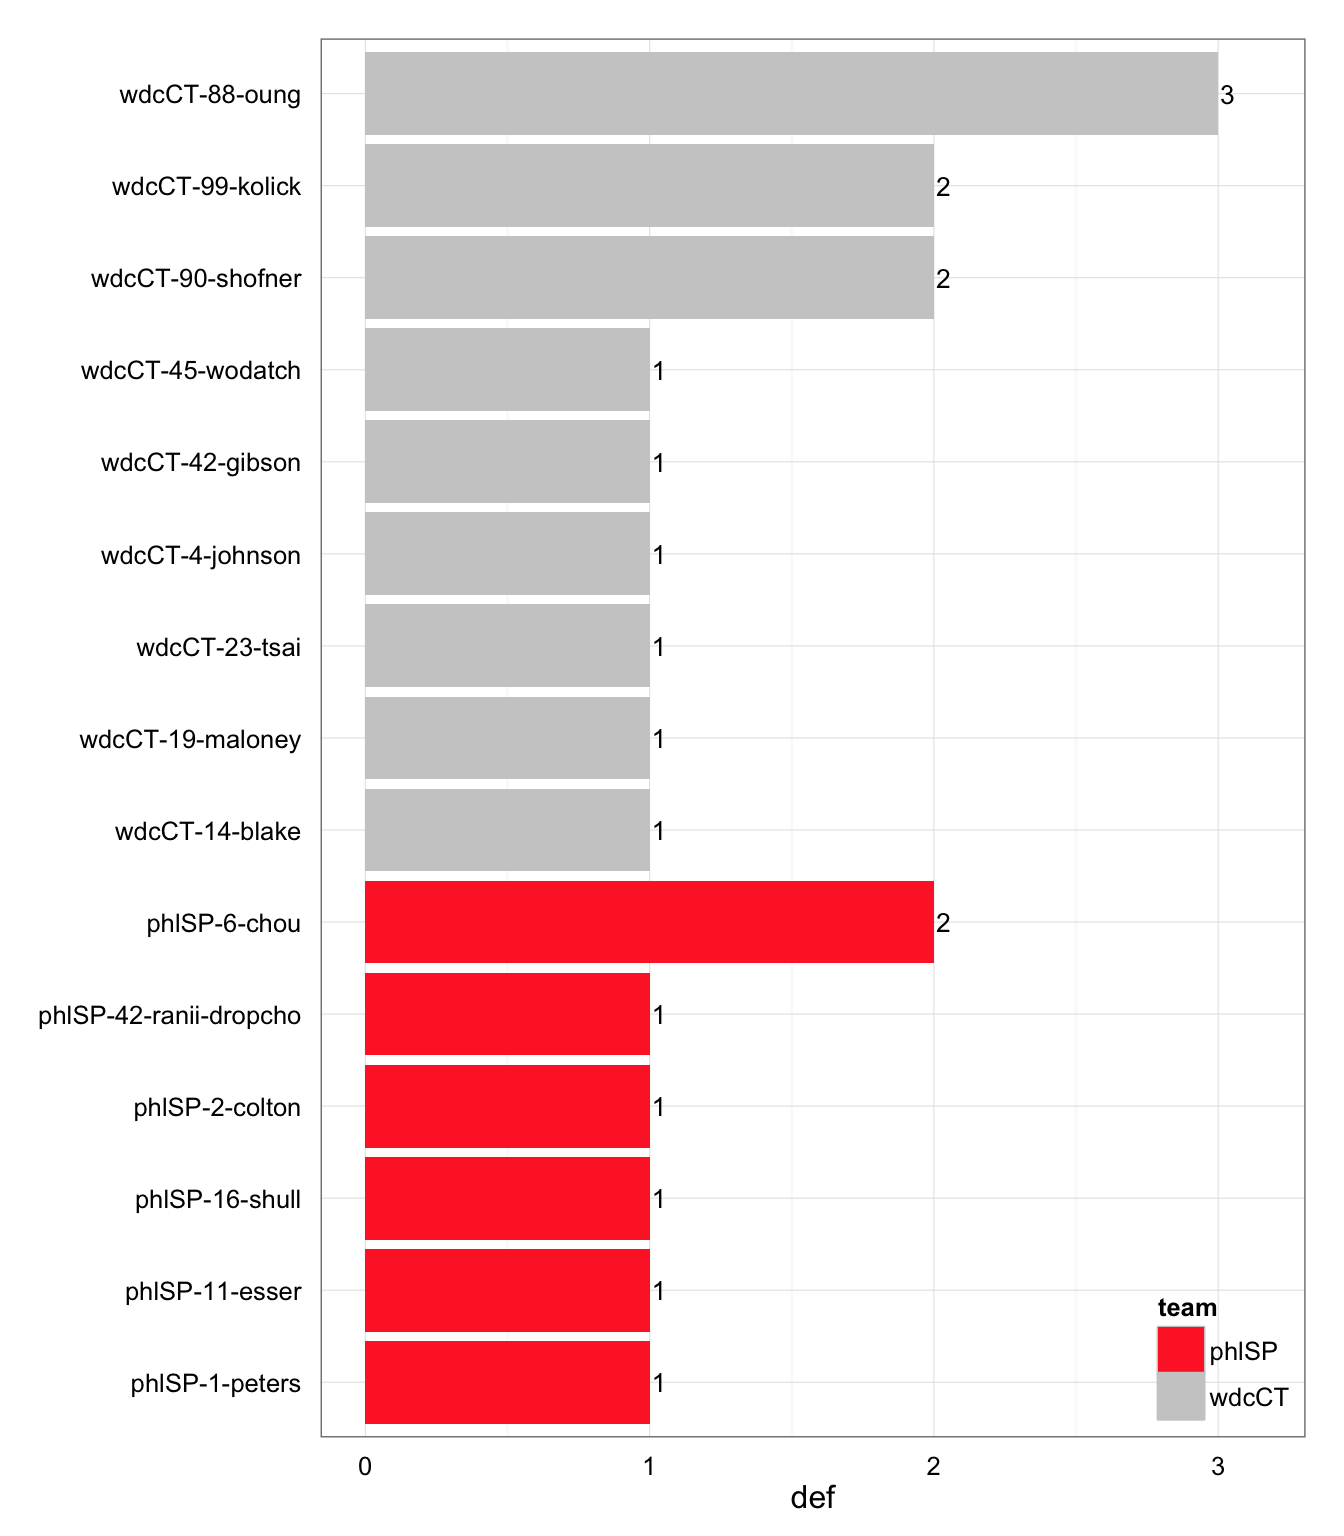 wdcCT-88-oung 3
wdcCT-99-kolick 2
wdcCT-90-shofner 2
wdcCT-45-wodatch 1
wdcCT-42-gibson 1
wdcCT-4-johnson 1
wdcCT-23-tsai 1
wdcCT-19-maloney 1
wdcCT-14-blake 1
phlSP-6-chou 2
phlSP-42-ranii-dropcho 1
phlSP-2-colton 1
phlSP-16-shull 1
phlSP-11-esser 1
phlSP-1-peters 1
team
phlSP
wdcCT
0 1 2 3
def